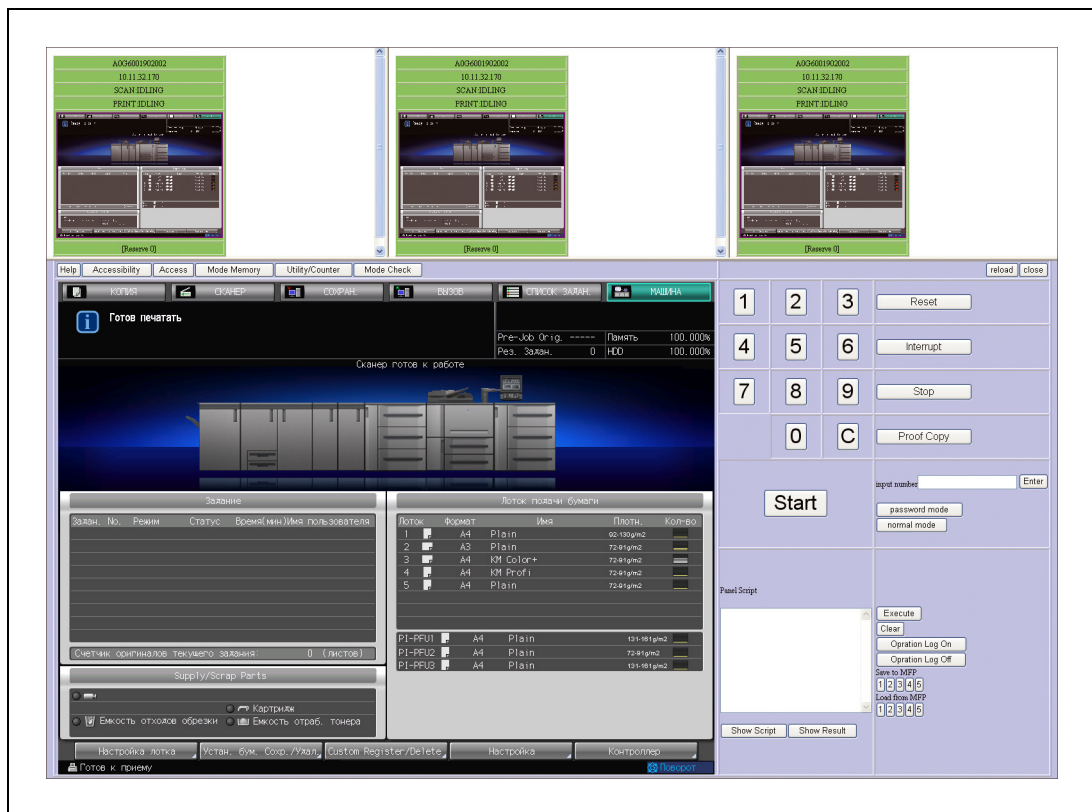 A0G6001902002
10.11.32.170
SCAN:IDLING
PRINT:IDLING
[Reserve 0]
A0G6001902002
10.11.32.170
SCAN:IDLING
PRINT:IDLING
[Reserve 0]
A0G6001902002
10.11.32.170
SCAN:IDLING
PRINT:IDLING
[Reserve 0]
Help Accessibility Access Mode Memory Utility/Counter Mode Check reload close
КОПИЯ СКАНЕР СОХРАН. ВЫЗОВ СПИСОК ЗАДАН. МАШИНА
Готов печатать
Pre-Job Orig. ----- Память 100.000%
Рез. Задан. 0 HDD 100.000%
Сканер готов к работе
Задание
Задан. No. Режим Статус Время(мин) Имя пользователя
Счетчик оригиналов текущего задания: 0 (листов)
Supply/Scrap Parts
Картридж
Емкость отходов обрезки Емкость отраб. тонера
Лоток подачи бумаги
Лоток Формат Имя Плотн. Кол-во
1 A4 Plain 92-130g/m2
2 A3 Plain 72-91g/m2
3 A4 KM Color+ 72-91g/m2
4 A4 KM Profi 72-91g/m2
5 A4 Plain 72-91g/m2
PI-PFU1 A4 Plain 131-161g/m2
PI-PFU2 A4 Plain 72-91g/m2
PI-PFU3 A4 Plain 131-161g/m2
Настройка лотка Устан. бум. Сохр./Удал. Custom Register/Delete Настройка Контроллер
Готов к приему Поворот
1 2 3 Reset
4 5 6 Interrupt
7 8 9 Stop
0 C Proof Copy
Start
input number Enter
password mode
normal mode
Panel Script
Execute
Clear
Opration Log On
Opration Log Off
Save to MFP
1 2 3 4 5
Load from MFP
1 2 3 4 5
Show Script Show Result